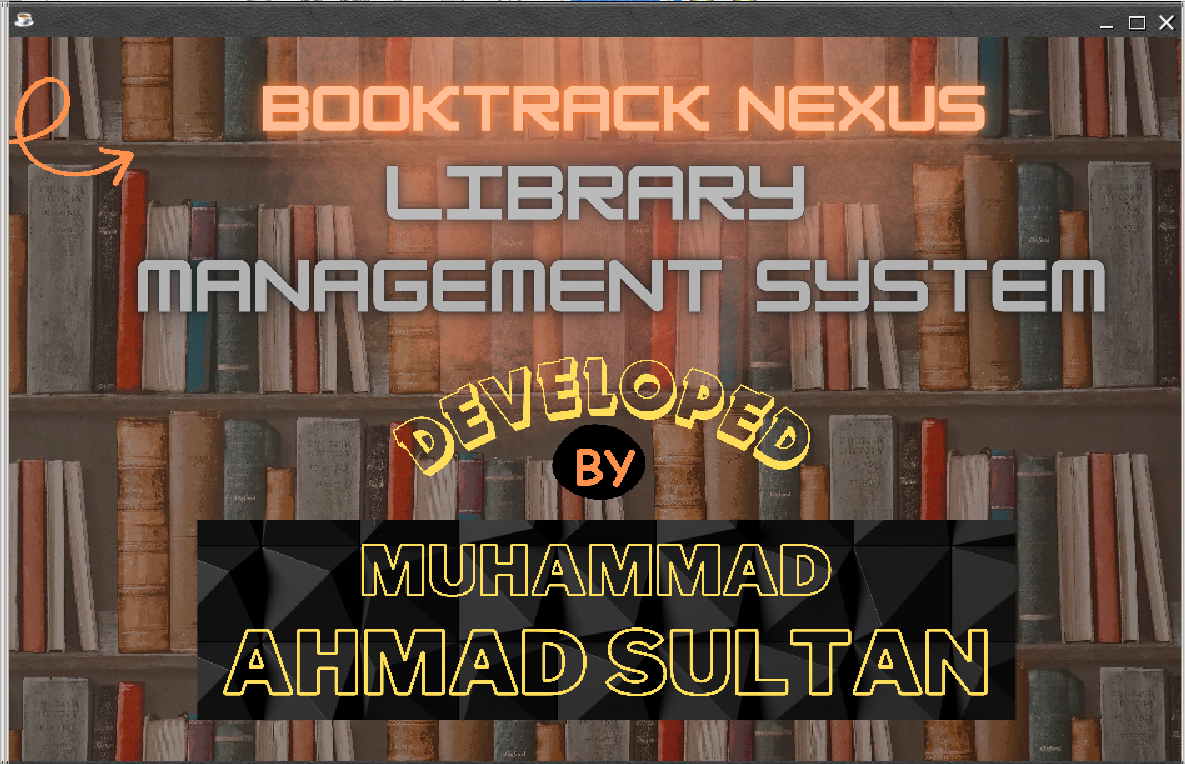 BOOKTRACK NEXUS
LIBRARY
MANAGEMENT SYSTEM
DEVELOPED
BY
MUHAMMAD
AHMAD SULTAN